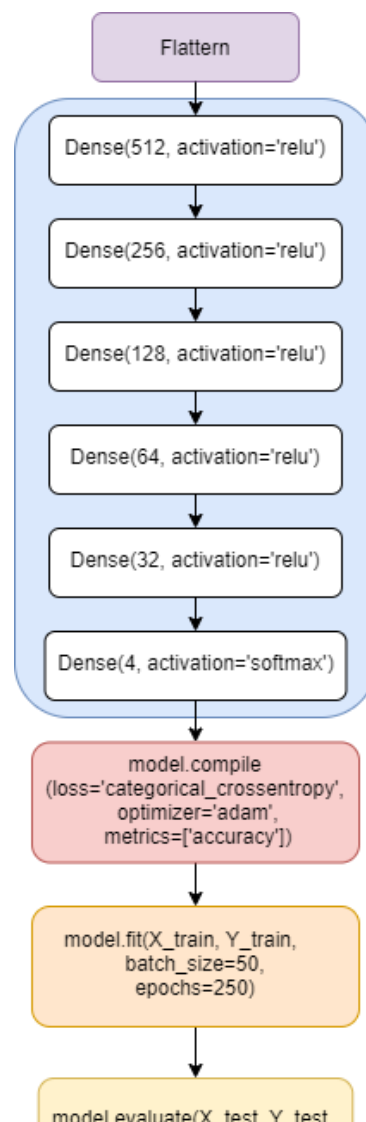 Flattern
Dense(512, activation='relu')
Dense(256, activation='relu')
Dense(128, activation='relu')
Dense(64, activation='relu')
Dense(32, activation='relu')
Dense(4, activation='softmax')
model.compile
(loss='categorical_crossentropy',
optimizer='adam',
metrics=['accuracy'])
model.fit(X_train, Y_train,
batch_size=50,
epochs=250)
model.evaluate(X_test, Y_test,